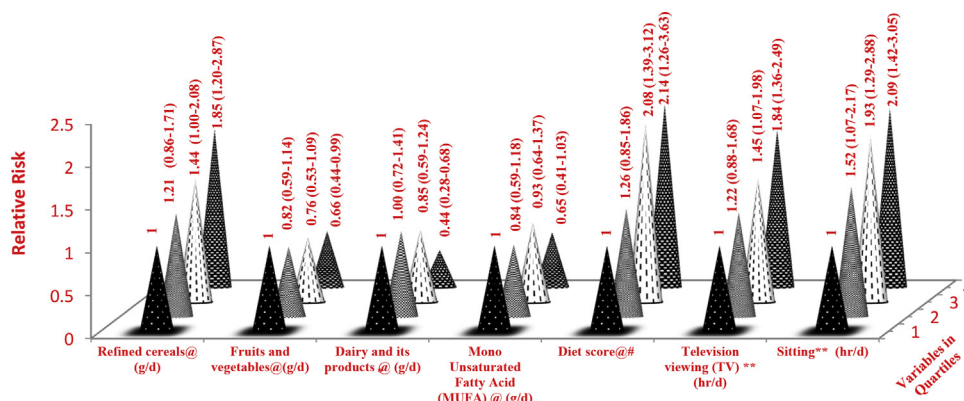 Relative Risk
2.5
2
1.5
1
0.5
0
1
1.21 (0.86-1.71)
1.44 (1.00-2.08)
1.85 (1.20-2.87)
1
0.82 (0.59-1.14)
0.76 (0.53-1.09)
0.66 (0.44-0.99)
1
1.00 (0.72-1.41)
0.85 (0.59-1.24)
0.44 (0.28-0.68)
1
0.84 (0.59-1.18)
0.93 (0.64-1.37)
0.65 (0.41-1.03)
1
1.26 (0.85-1.86)
2.08 (1.39-3.12)
2.14 (1.26-3.63)
1
1.22 (0.88-1.68)
1.45 (1.07-1.98)
1.84 (1.36-2.49)
1
1.52 (1.07-2.17)
1.93 (1.29-2.88)
2.09 (1.42-3.05)
Refined cereals@
(g/d)
Fruits and
vegetables@(g/d)
Dairy and its
products @ (g/d)
Mono
Unsaturated
Fatty Acid
(MUFA) @ (g/d)
Diet score@#
Television
viewing (TV) **
(hr/d)
Sitting** (hr/d)
1
2
3
Variables in
Quartiles